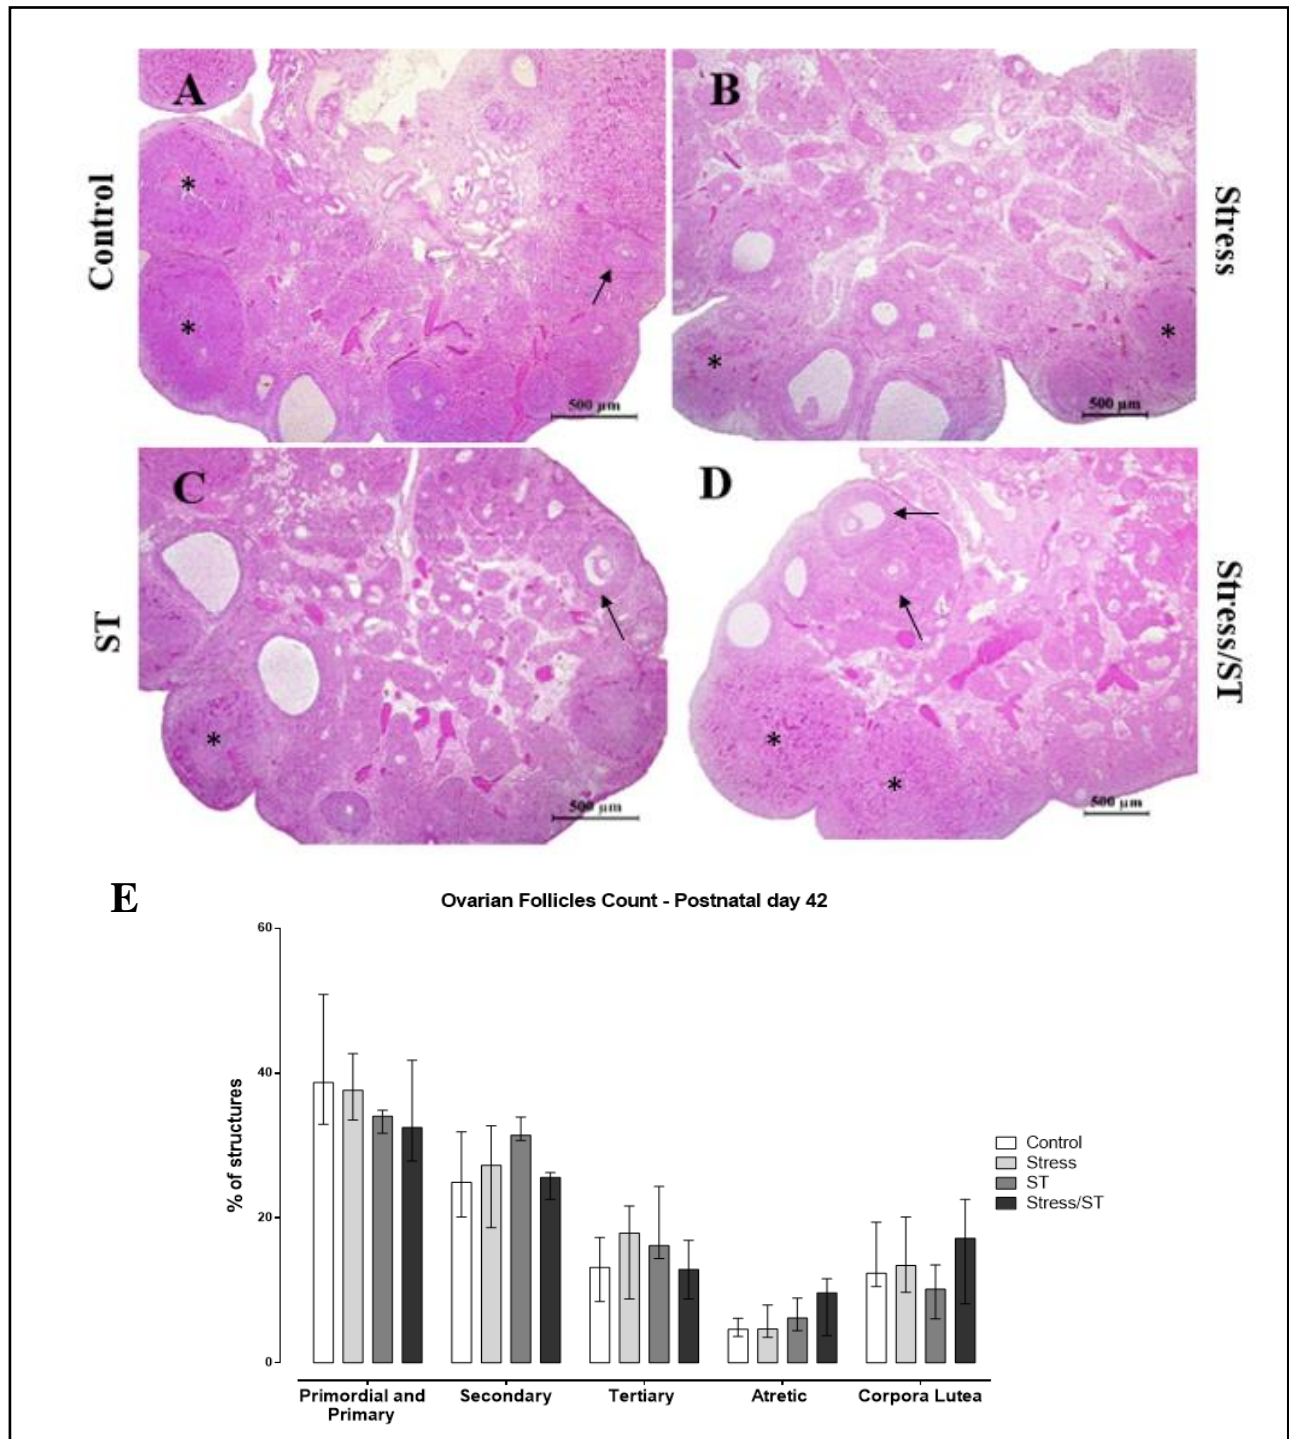 A
B
Control
Stress
*
*
*
*
500 µm
500 µm
C
D
ST
Stress/ST
*
*
*
500 µm
500 µm
E
Ovarian Follicles Count - Postnatal day 42
% of structures
60
40
20
0
Control
Stress
ST
Stress/ST
Primordial and
Primary
Secondary
Tertiary
Atretic
Corpora Lutea